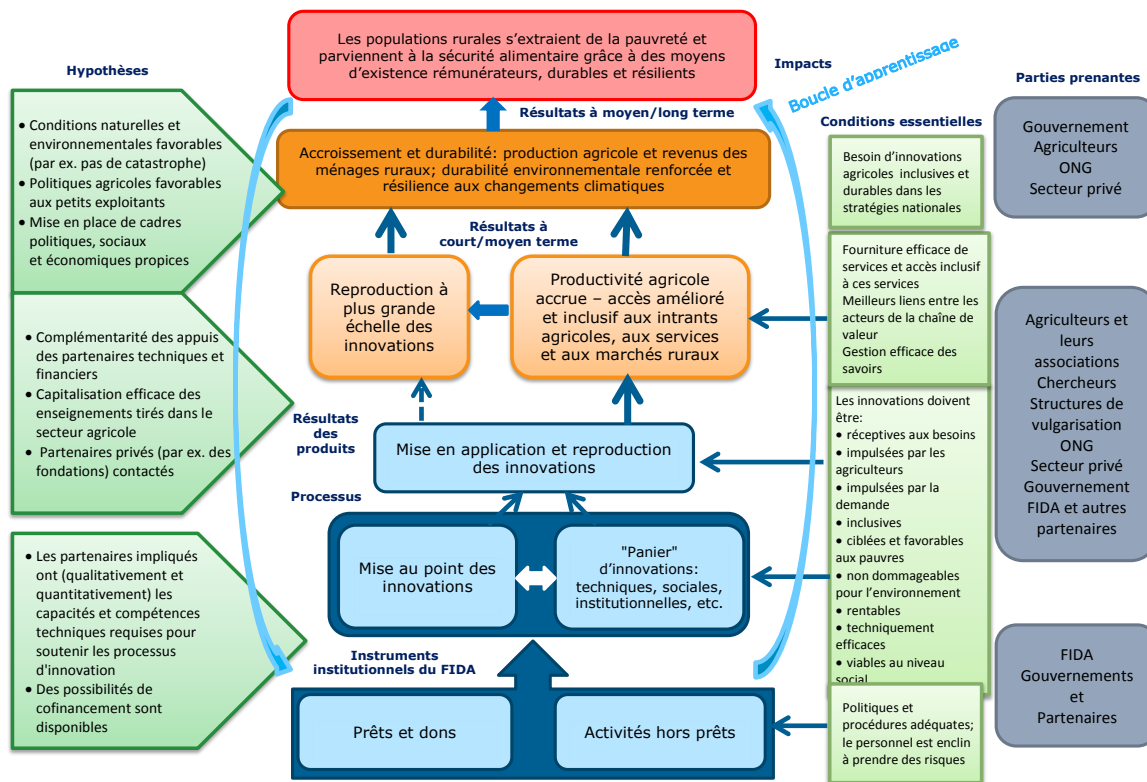 Hypothèses
• Conditions naturelles et
environnementales favorables
(par ex. pas de catastrophe)
• Politiques agricoles favorables
aux petits exploitants
• Mise en place de cadres
politiques, sociaux
et économiques propices
• Complémentarité des appuis
des partenaires techniques et
financiers
• Capitalisation efficace des
enseignements tirés dans le
secteur agricole
• Partenaires privés (par ex. des
fondations) contactés
• Les partenaires impliqués
ont (qualitativement et
quantitativement) les
capacités et compétences
techniques requises pour
soutenir les processus
d'innovation
• Des possibilités de
cofinancement sont
disponibles
Les populations rurales s’extraient de la pauvreté et
parviennent à la sécurité alimentaire grâce à des moyens
d’existence rémunérateurs, durables et résilients
Impacts
Boucle d’apprentissage
Résultats à moyen/long terme
Accroissement et durabilité: production agricole et revenus des
ménages ruraux; durabilité environnementale renforcée et
résilience aux changements climatiques
Résultats à
court/moyen terme
Reproduction à
plus grande
échelle des
innovations
Productivité agricole
accrue – accès amélioré
et inclusif aux intrants
agricoles, aux services
et aux marchés ruraux
Résultats
des
produits
Mise en application et reproduction
des innovations
Processus
Mise au point des
innovations
"Panier"
d’innovations:
techniques, sociales,
institutionnelles, etc.
Instruments
institutionnels du FIDA
Prêts et dons
Activités hors prêts
Conditions essentielles
Besoin d’innovations
agricoles inclusives et
durables dans les
stratégies nationales
Fourniture efficace de
services et accès inclusif
à ces services
Meilleurs liens entre les
acteurs de la chaîne de
valeur
Gestion efficace des
savoirs
Les innovations doivent
être:
• réceptives aux besoins
• impulsées par les
agriculteurs
• impulsées par la
demande
• inclusives
• ciblées et favorables
aux pauvres
• non dommageables
pour l’environnement
• rentables
• techniquement
efficaces
• viables au niveau
social
Politiques et
procédures adéquates;
le personnel est enclin
à prendre des risques
Parties prenantes
Gouvernement
Agriculteurs
ONG
Secteur privé
Agriculteurs et
leurs
associations
Chercheurs
Structures de
vulgarisation
ONG
Secteur privé
Gouvernement
FIDA et autres
partenaires
FIDA
Gouvernements
et
Partenaires